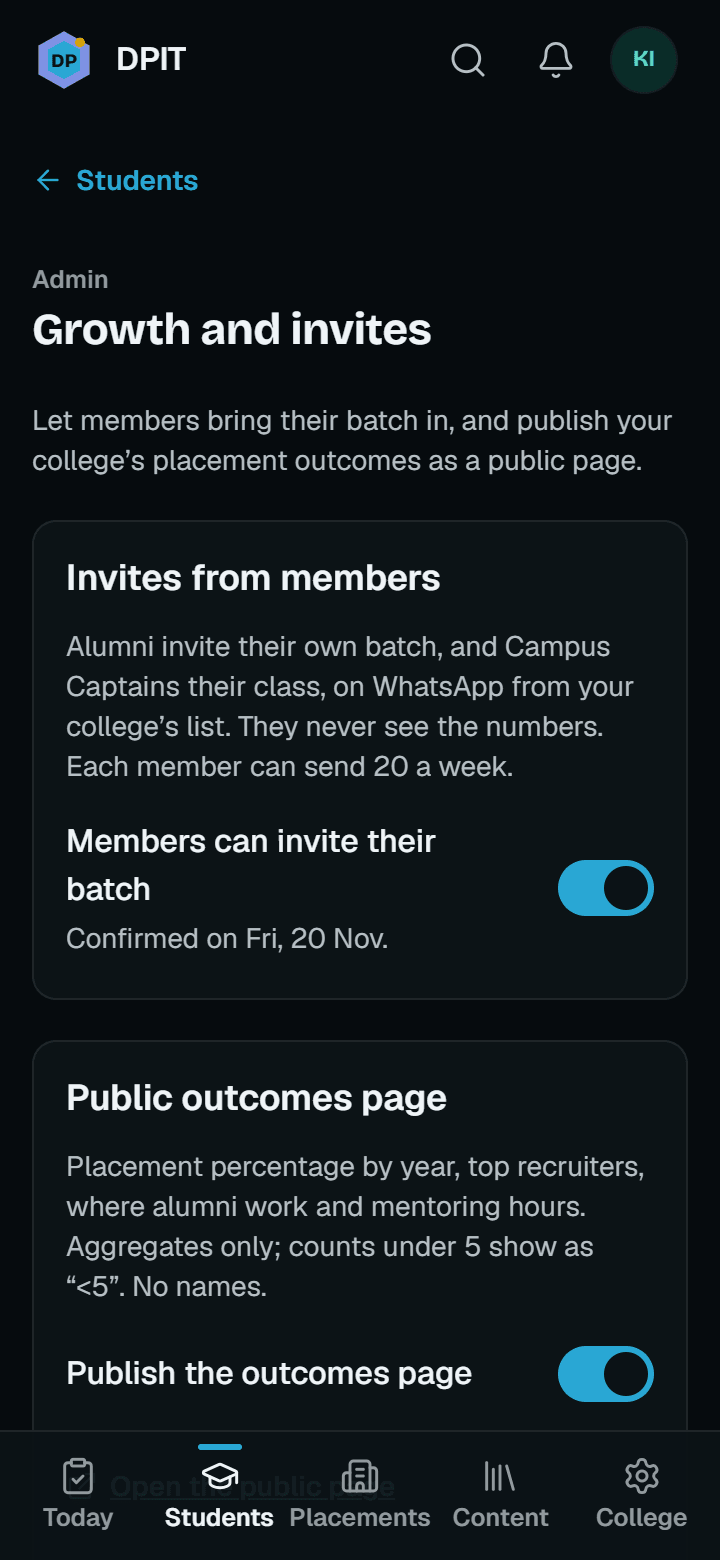 DP DPIT KI
Students
Admin
Growth and invites
Let members bring their batch in, and publish your
college’s placement outcomes as a public page.
Invites from members
Alumni invite their own batch, and Campus
Captains their class, on WhatsApp from your
college’s list. They never see the numbers.
Each member can send 20 a week.
Members can invite their
batch
Confirmed on Fri, 20 Nov.
Public outcomes page
Placement percentage by year, top recruiters,
where alumni work and mentoring hours.
Aggregates only; counts under 5 show as
“<5”. No names.
Publish the outcomes page
Open the public page
Today Students Placements Content College